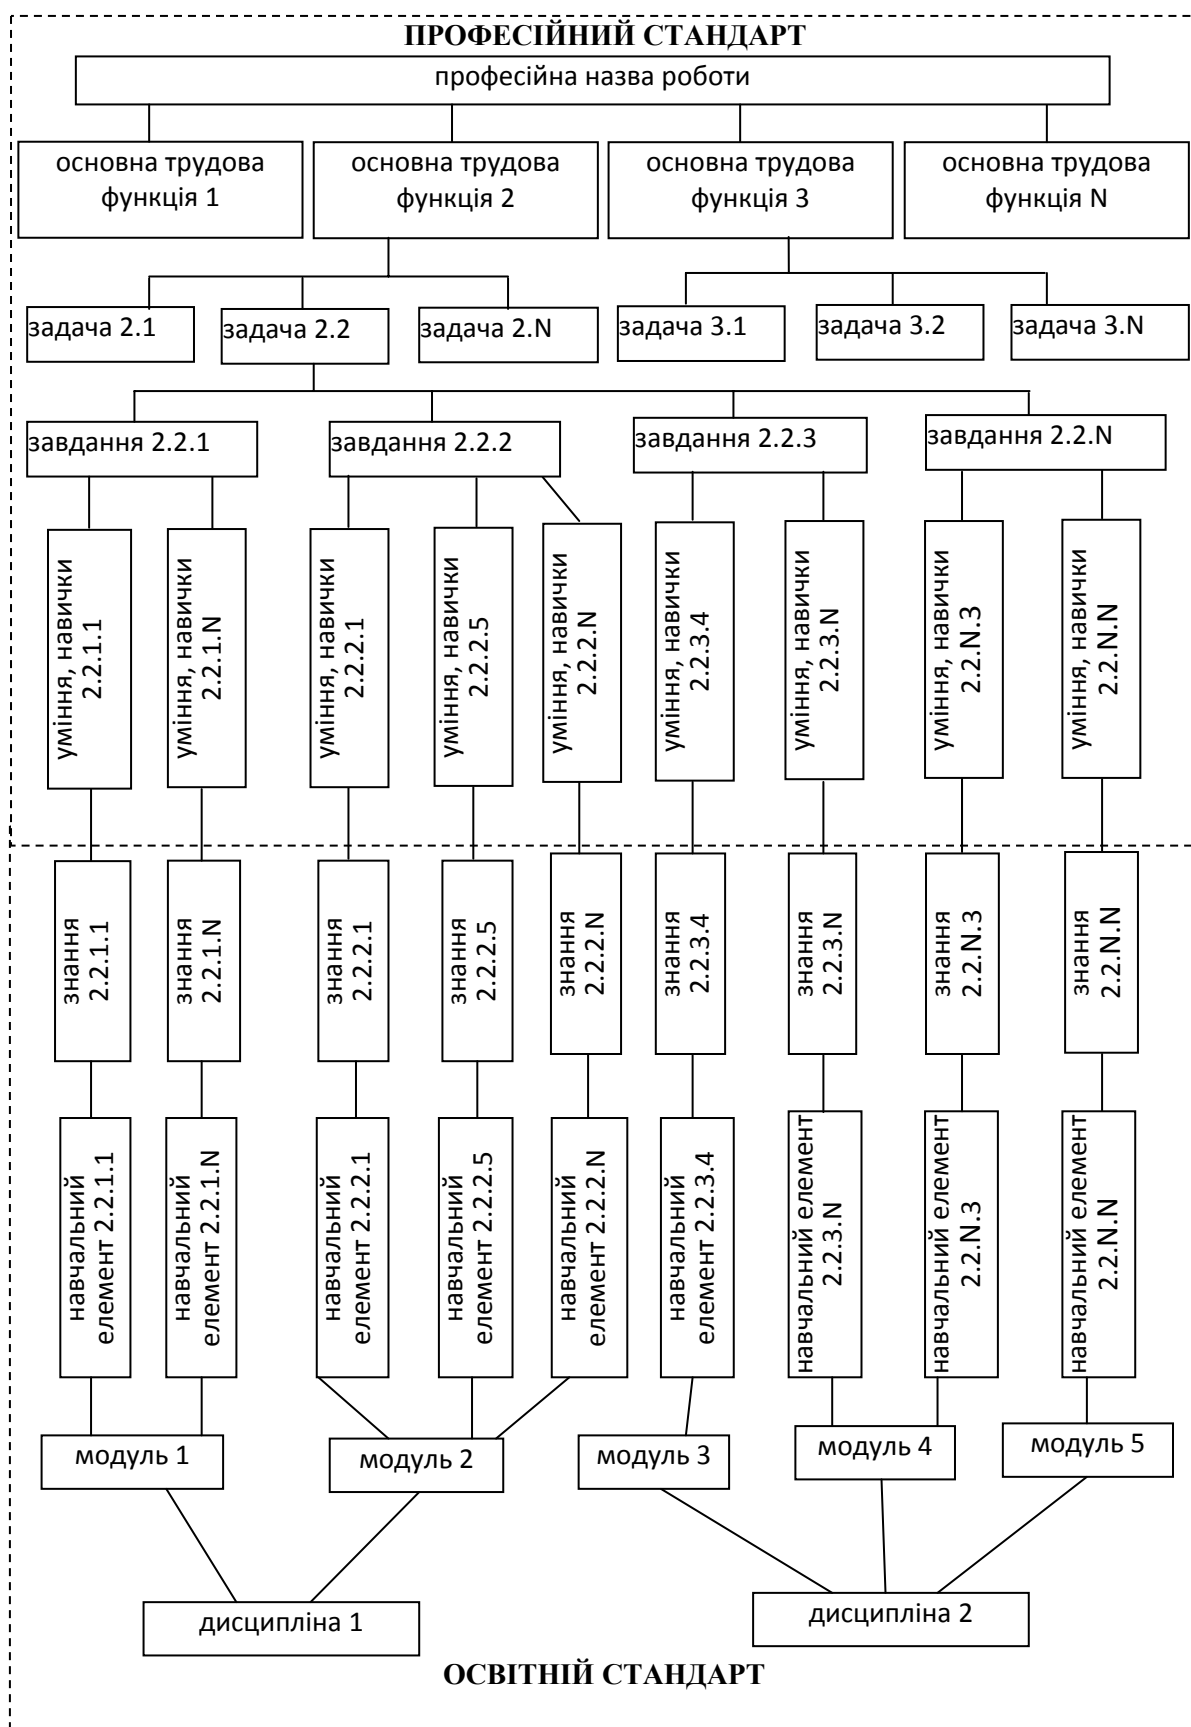 ПРОФЕСІЙНИЙ СТАНДАРТ
професійна назва роботи
основна трудова
функція 1
основна трудова
функція 2
основна трудова
функція 3
основна трудова
функція N
задача 2.1
задача 2.2
задача 2.N
задача 3.1
задача 3.2
задача 3.N
завдання 2.2.1
завдання 2.2.2
завдання 2.2.3
завдання 2.2.N
уміння, навички
2.2.1.1
уміння, навички
2.2.1.N
уміння, навички
2.2.2.1
уміння, навички
2.2.2.5
уміння, навички
2.2.2.N
уміння, навички
2.2.3.4
уміння, навички
2.2.3.N
уміння, навички
2.2.N.3
уміння, навички
2.2.N.N
знання
2.2.1.1
знання
2.2.1.N
знання
2.2.2.1
знання
2.2.2.5
знання
2.2.2.N
знання
2.2.3.4
знання
2.2.3.N
знання
2.2.N.3
знання
2.2.N.N
навчальний
елемент 2.2.1.1
навчальний
елемент 2.2.1.N
навчальний
елемент 2.2.2.1
навчальний
елемент 2.2.2.5
навчальний
елемент 2.2.2.N
навчальний
елемент 2.2.3.4
навчальний елемент
2.2.3.N
навчальний елемент
2.2.N.3
навчальний елемент
2.2.N.N
модуль 1
модуль 2
модуль 3
модуль 4
модуль 5
дисципліна 1
дисципліна 2
ОСВІТНІЙ СТАНДАРТ